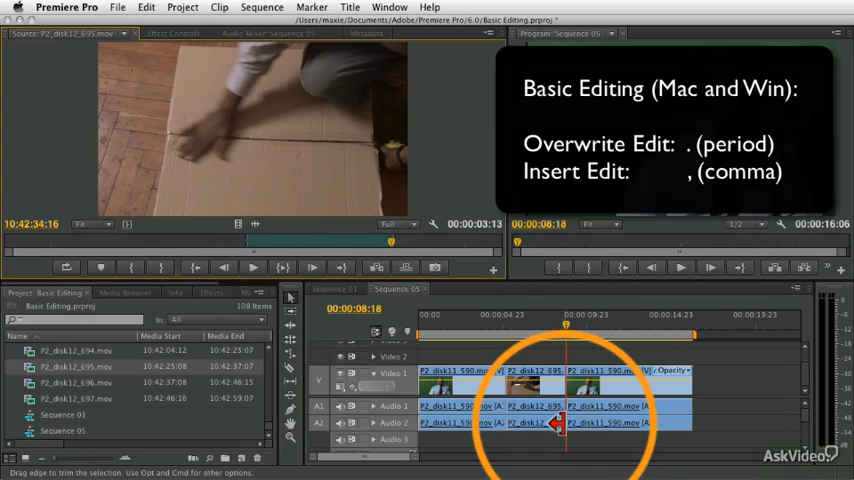 Premiere Pro File Edit Project Clip Sequence Marker Title Window Help
/Users/maxie/Documents/Adobe/Premiere Pro/6.0/Basic Editing.prproj *
Source: P2_disk12_695.mov Effect Controls Audio Mixer: Sequence 05 Metadata Program: Sequence 05
Basic Editing (Mac and Win):
Overwrite Edit: . (period)
Insert Edit: , (comma)
10:42:34:16 Fit Full 00:00:03:13 00:00:08:18 Fit 1/2 00:00:16:06
Project: Basic Editing Media Browser Info Effects Sequence 01 Sequence 05
Basic Editing.prproj 108 Items
In: All
00:00:08:18
00:00 00:00:04:23 00:00:09:23 00:00:14:23 00:00:19:23
Name Media Start Media End
P2_disk12_694.mov 10:42:04:12 10:42:25:07
P2_disk12_695.mov 10:42:25:08 10:42:37:05
P2_disk12_696.mov 10:42:37:06 10:42:46:15
P2_disk12_697.mov 10:42:46:16 10:42:59:07
Sequence 01
Sequence 05
Video 2
V Video 1 P2_disk11_590.mov [V] P2_disk12_695. P2_disk11_590.mov [V] /:Opacity
A1 Audio 1 P2_disk11_590.mov [A P2_disk12_695. P2_disk11_590.mov [A
A2 Audio 2 P2_disk11_590.mov [A P2_disk12_ P2_disk11_590.mov [A
Audio 3
AskVideo
Drag edge to trim the selection. Use Opt and Cmd for other options.